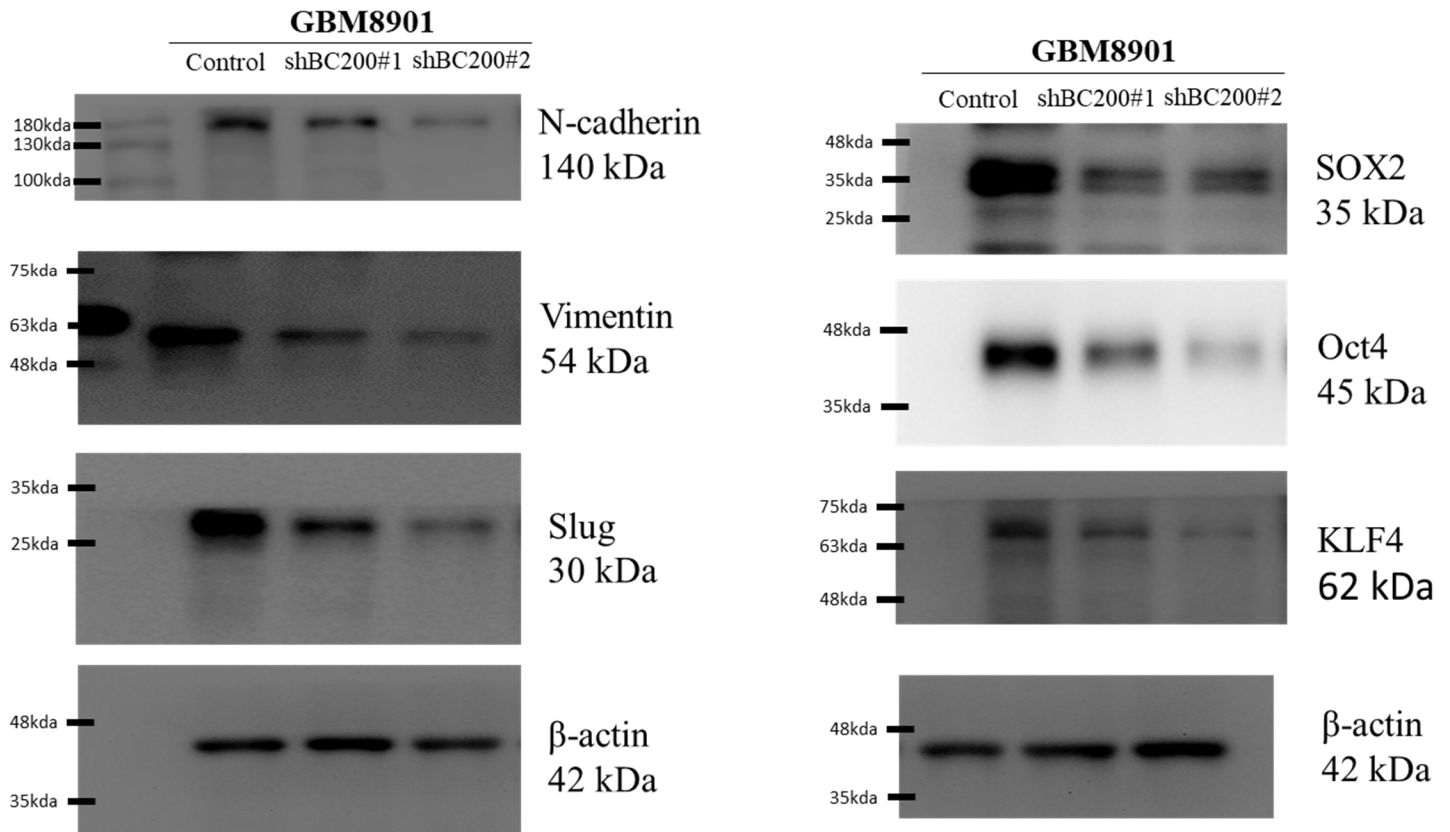 GBM8901
Control shBC200#1 shBC200#2
180kda
130kda
100kda
N-cadherin
140 kDa
75kda
63kda
48kda
Vimentin
54 kDa
35kda
25kda
Slug
30 kDa
48kda
35kda
β-actin
42 kDa
GBM8901
Control shBC200#1 shBC200#2
48kda
35kda
25kda
SOX2
35 kDa
48kda
35kda
Oct4
45 kDa
75kda
63kda
48kda
KLF4
62 kDa
48kda
35kda
β-actin
42 kDa